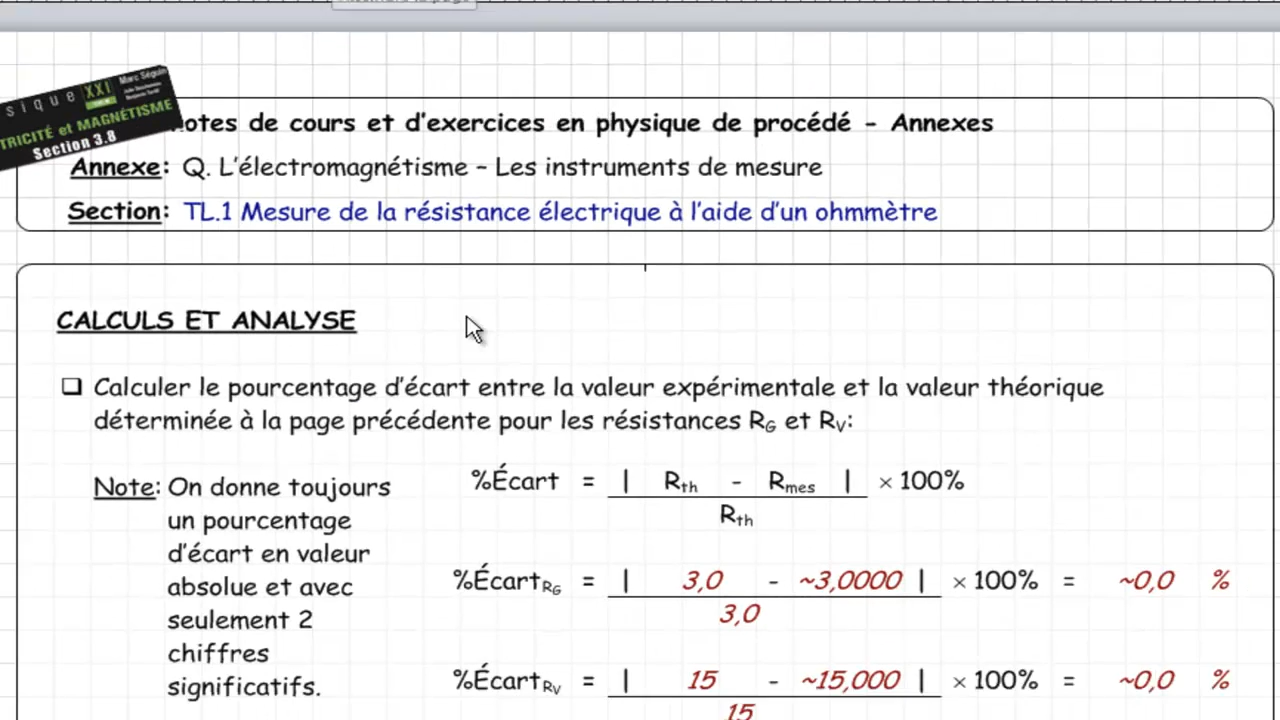 sique XXI
Marc Séguin
TRICITÉ et MAGNÉTISME
Section 3.8
notes de cours et d'exercices en physique de procédé - Annexes
Annexe: Q. L'électromagnétisme - Les instruments de mesure
Section: TL.1 Mesure de la résistance électrique à l'aide d'un ohmmètre
CALCULS ET ANALYSE
❑ Calculer le pourcentage d'écart entre la valeur expérimentale et la valeur théorique
déterminée à la page précédente pour les résistances RG et RV:
Note: On donne toujours
un pourcentage
d'écart en valeur
absolue et avec
seulement 2
chiffres
significatifs.
%Écart = | Rth - Rmes | × 100%
Rth
%ÉcartRG = | 3,0 - ~3,0000 | × 100% = ~0,0 %
3,0
%ÉcartRV = | 15 - ~15,000 | × 100% = ~0,0 %
15